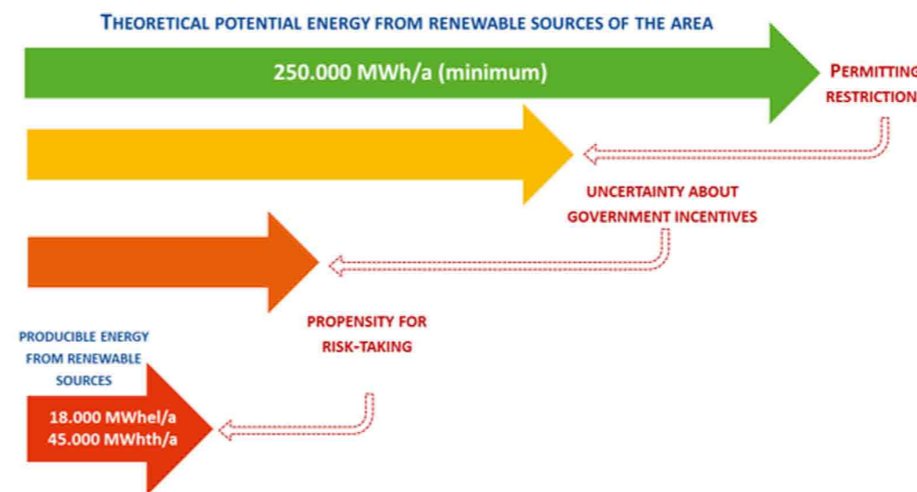 THEORETICAL POTENTIAL ENERGY FROM RENEWABLE SOURCES OF THE AREA
250.000 MWh/a (minimum)
PERMITTING
RESTRICTION
UNCERTAINTY ABOUT
GOVERNMENT INCENTIVES
PROPENSITY FOR
RISK-TAKING
PRODUCIBLE ENERGY
FROM RENEWABLE
SOURCES
18.000 MWhel/a
45.000 MWhth/a